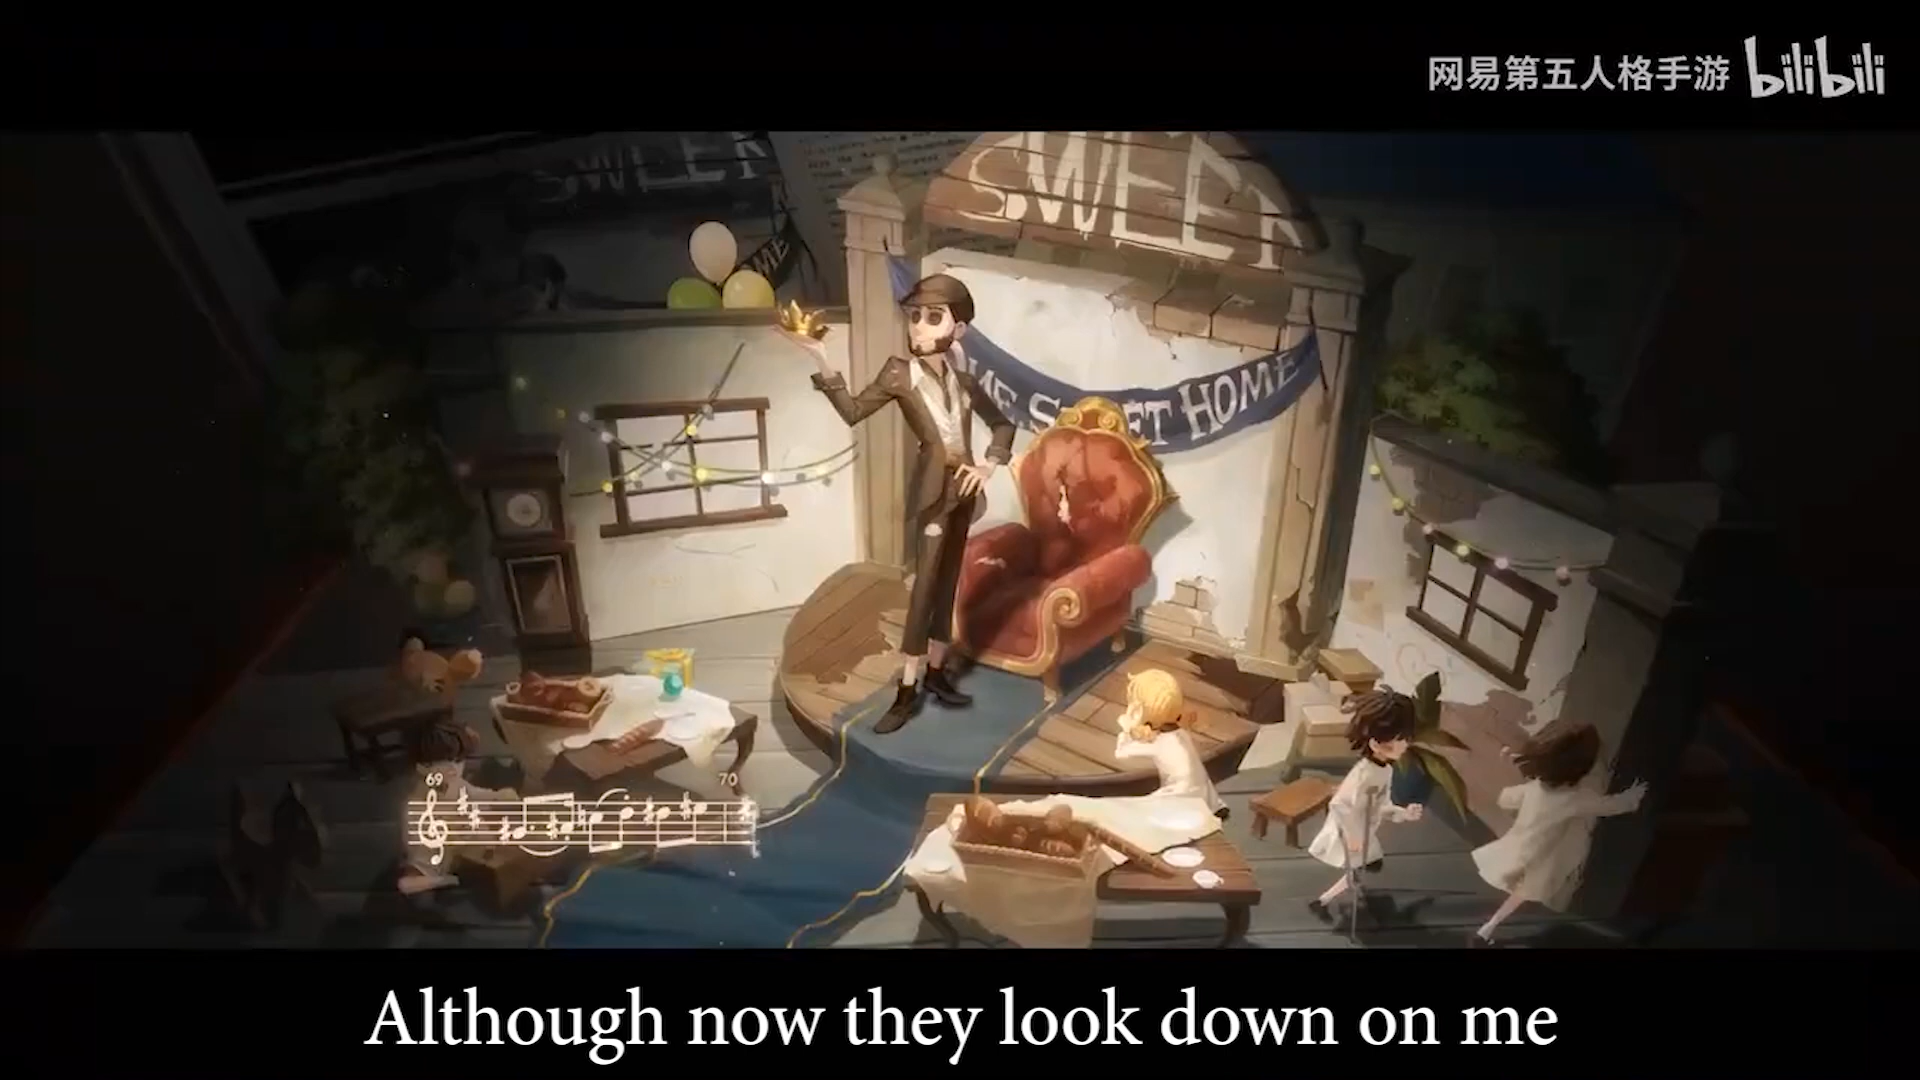 网易第五人格手游 bilibili
SWEET
SWEET
OME
ME SWEET HOME
69 70
Although now they look down on me